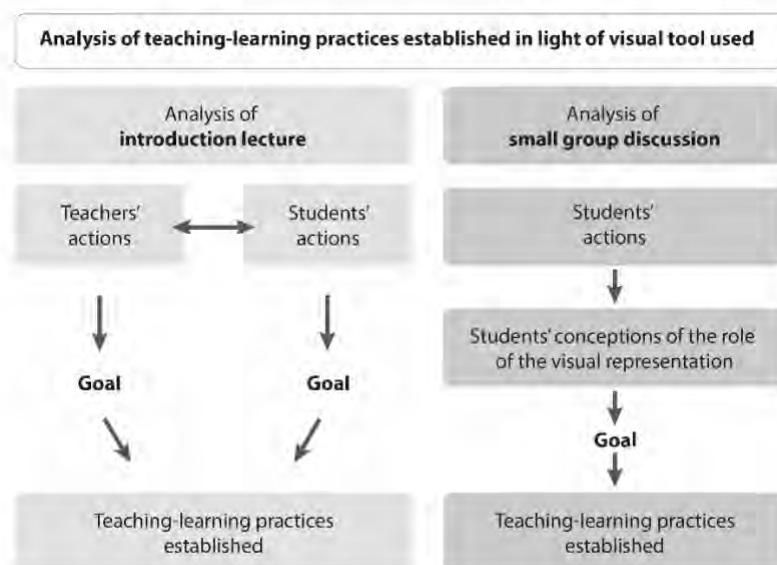 Analysis of teaching-learning practices established in light of visual tool used
Analysis of
introduction lecture
Teachers'
actions
Students'
actions
Goal
Goal
Teaching-learning practices
established
Analysis of
small group discussion
Students'
actions
Students' conceptions of the role
of the visual representation
Goal
Teaching-learning practices
established